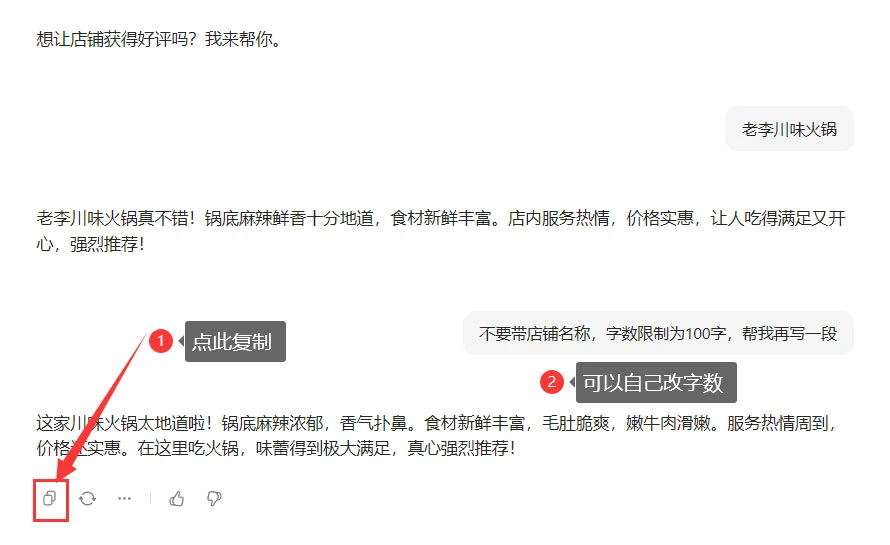 想让店铺获得好评吗？我来帮你。
老李川味火锅
老李川味火锅真不错！锅底麻辣鲜香十分地道，食材新鲜丰富。店内服务热情，价格实惠，让人吃得满足又开
心，强烈推荐！
1 点此复制
不要带店铺名称，字数限制为100字，帮我再写一段
2 可以自己改字数
这家川味火锅太地道啦！锅底麻辣浓郁，香气扑鼻。食材新鲜丰富，毛肚脆爽，嫩牛肉滑嫩。服务热情周到，
价格还实惠。在这里吃火锅，味蕾得到极大满足，真心强烈推荐！